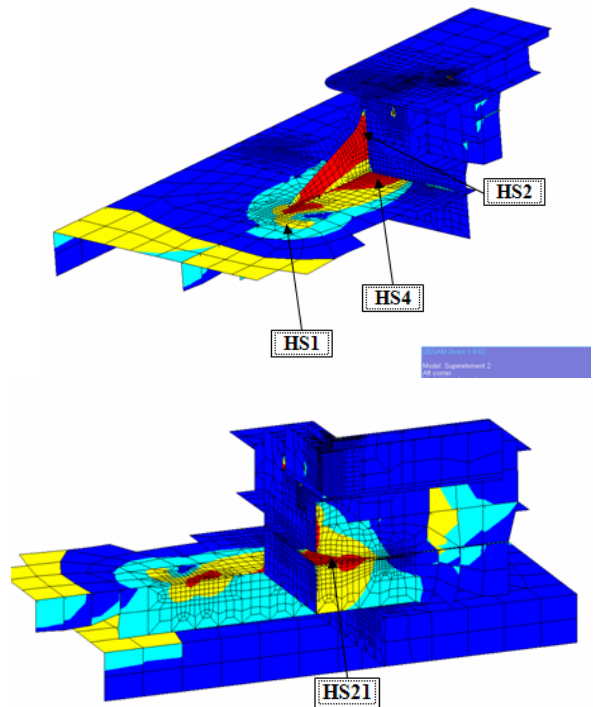 HS2
HS4
HS1
Model: Superelement 2
Aft corner
HS21